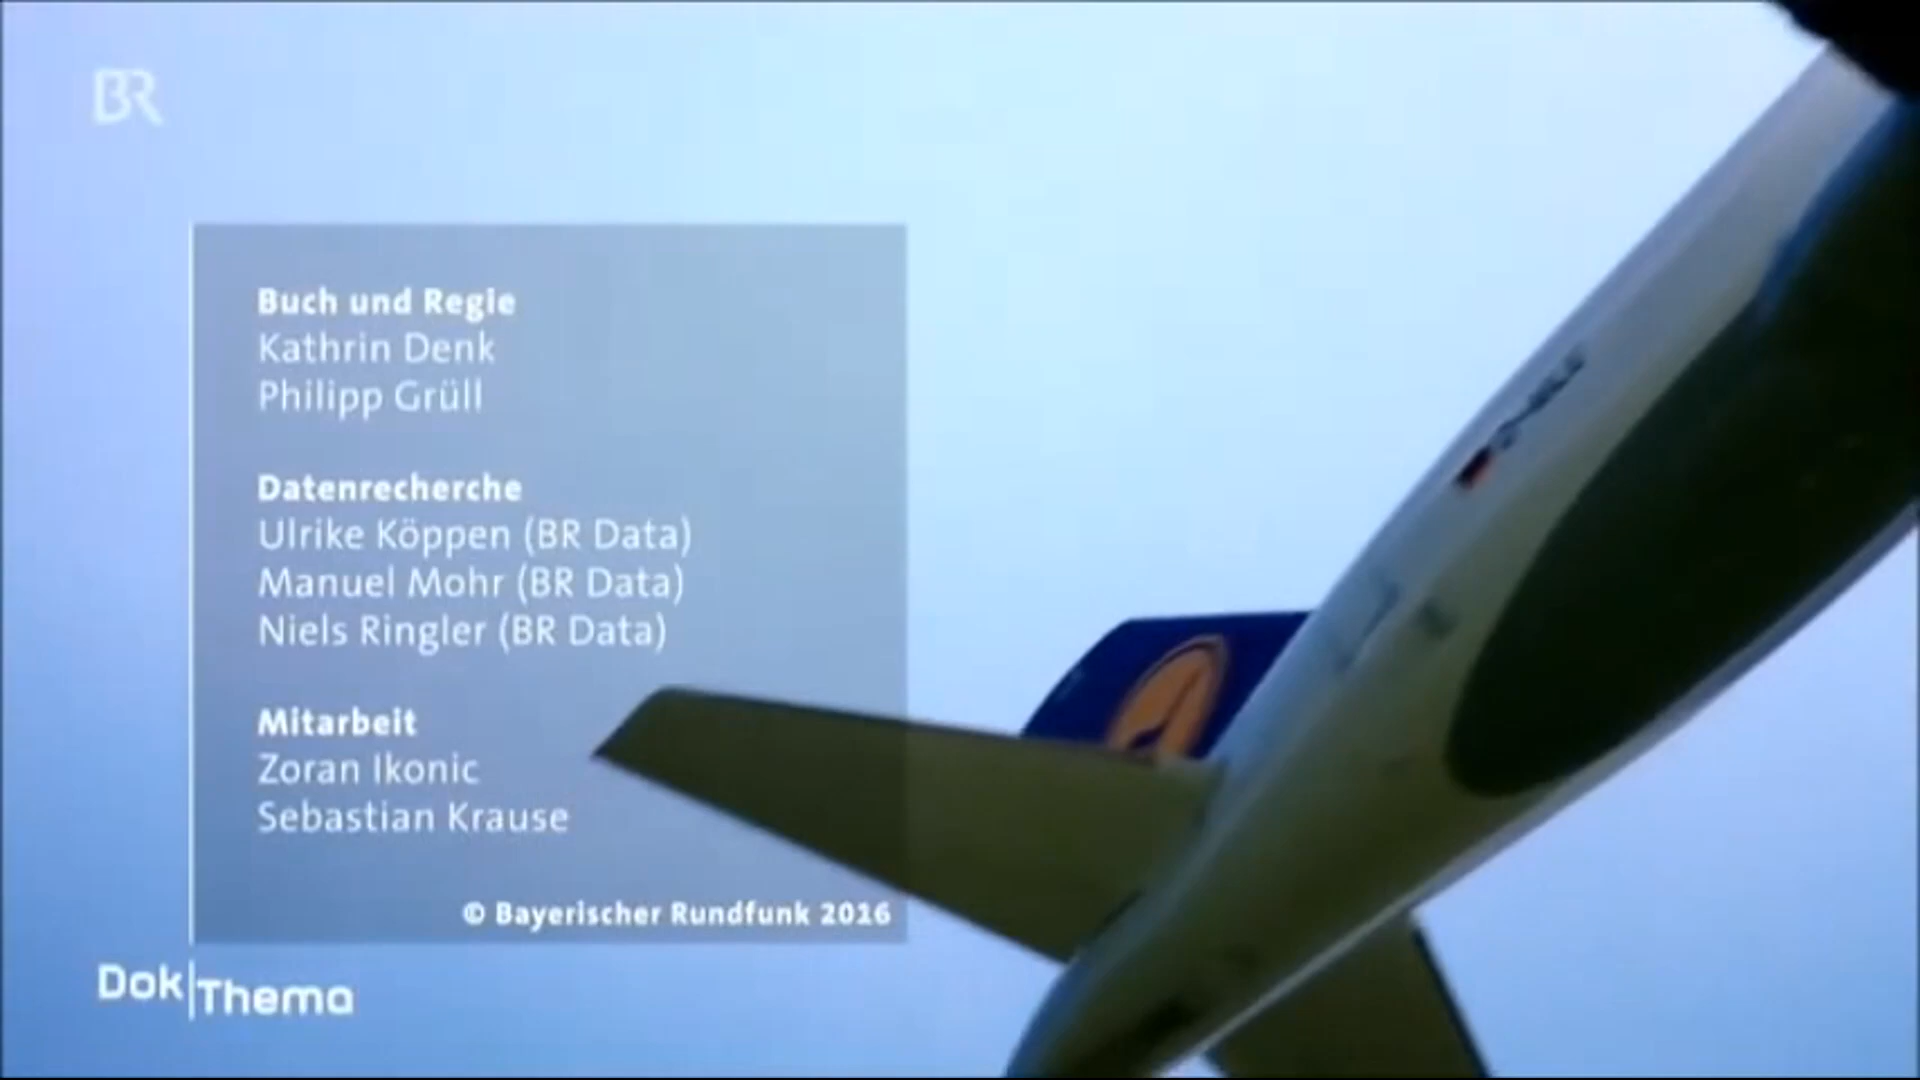 BR
Buch und Regie
Kathrin Denk
Philipp Grüll
Datenrecherche
Ulrike Köppen (BR Data)
Manuel Mohr (BR Data)
Niels Ringler (BR Data)
Mitarbeit
Zoran Ikonic
Sebastian Krause
© Bayerischer Rundfunk 2016
Dok Thema